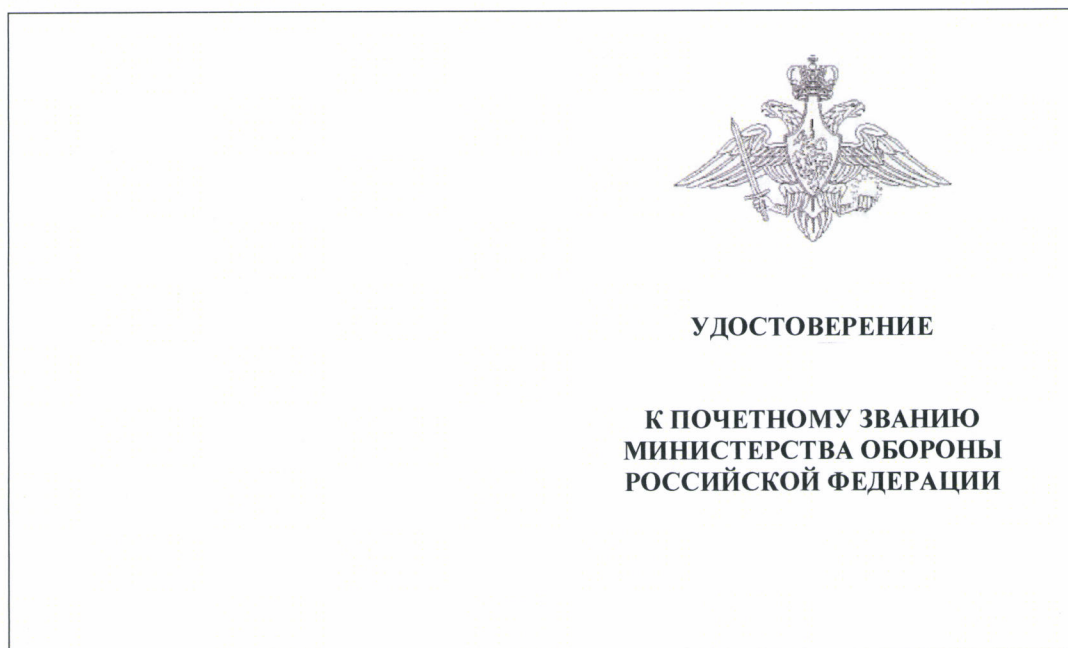 УДОСТОВЕРЕНИЕ
К ПОЧЕТНОМУ ЗВАНИЮ
МИНИСТЕРСТВА ОБОРОНЫ
РОССИЙСКОЙ ФЕДЕРАЦИИ